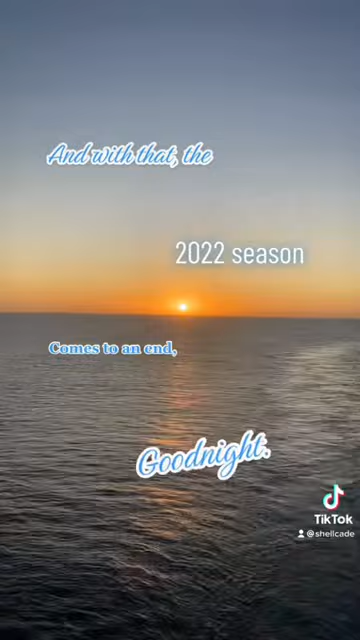 And with that, the
2022 season
Comes to an end,
Goodnight.
TikTok
@shellcade